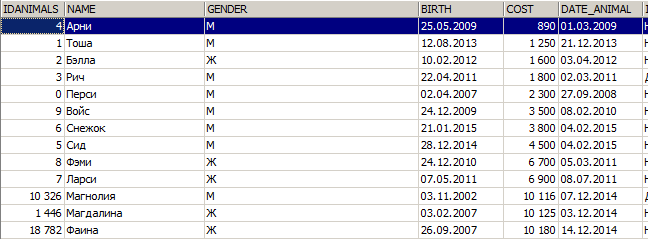 IDANIMALS NAME GENDER BIRTH COST DATE_ANIMAL
4 Арни М 25.05.2009 890 01.03.2009
1 Тоша М 12.08.2013 1 250 21.12.2013
2 Бэлла Ж 10.02.2012 1 600 03.04.2012
3 Рич М 22.04.2011 1 800 02.03.2011
0 Перси М 02.04.2007 2 300 27.09.2008
9 Войс М 24.12.2009 3 500 08.02.2010
6 Снежок М 21.01.2015 3 800 04.02.2015
5 Сид М 28.12.2014 4 500 04.02.2015
8 Фэми Ж 24.12.2010 6 700 05.03.2011
7 Ларси Ж 07.05.2011 6 900 08.07.2011
10 326 Магнолия М 03.11.2002 10 116 07.12.2014
1 446 Магдалина Ж 03.02.2007 10 125 03.12.2014
18 782 Фаина Ж 26.09.2007 10 180 14.12.2014